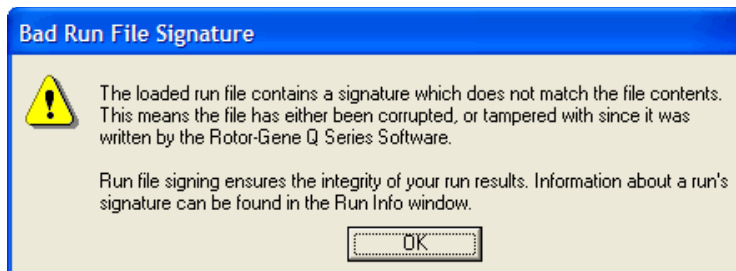 Bad Run File Signature
The loaded run file contains a signature which does not match the file contents.
This means the file has either been corrupted, or tampered with since it was
written by the Rotor-Gene Q Series Software.
Run file signing ensures the integrity of your run results. Information about a run's
signature can be found in the Run Info window.
OK